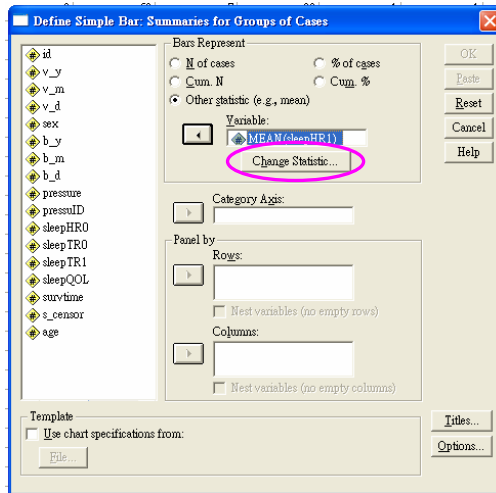 Define Simple Bar: Summaries for Groups of Cases
id
v_y
v_m
v_d
sex
b_y
b_m
b_d
pressure
pressuID
sleepHR0
sleepTR0
sleepTR1
sleepQOL
survtime
s_censor
age
Bars Represent
N of cases
% of cases
Cum. N
Cum. %
Other statistic (e.g., mean)
Variable:
MEAN(sleepHR1)
Change Statistic...
Category Axis:
Panel by
Rows:
Nest variables (no empty rows)
Columns:
Nest variables (no empty columns)
OK
Paste
Reset
Cancel
Help
Template
Use chart specifications from:
File...
Titles...
Options...